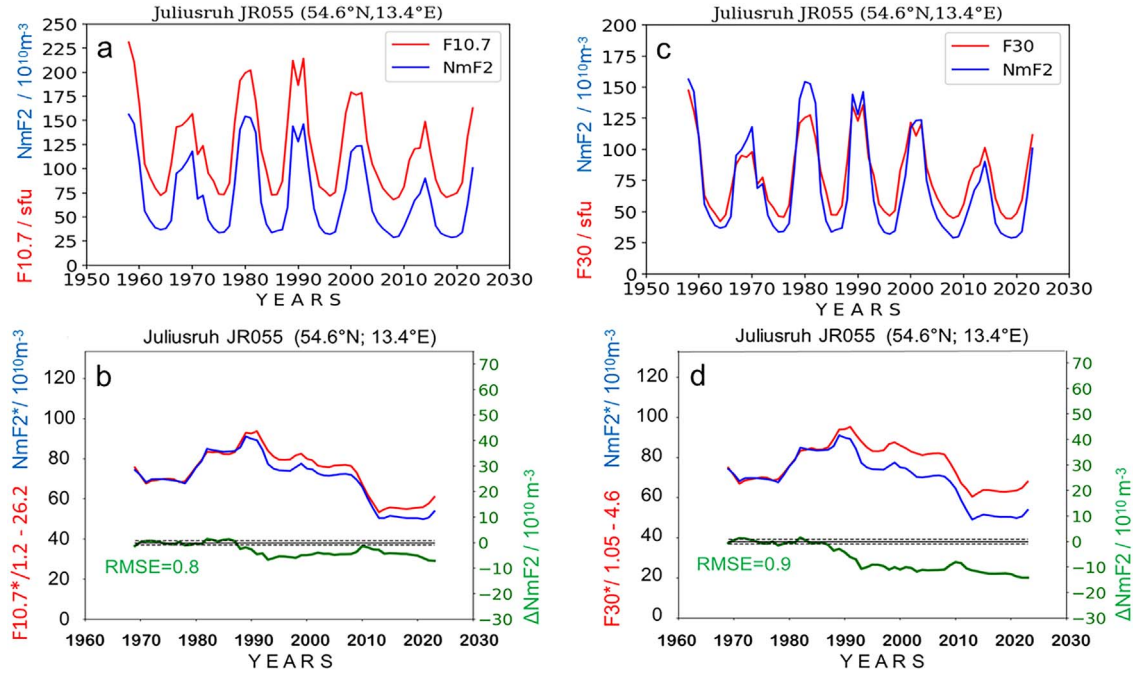 Juliusruh JR055 (54.6°N,13.4°E)
a
F10.7
NmF2
F10.7 / sfu NmF2 / 10¹⁰m⁻³
250
225
200
175
150
125
100
75
50
25
0
1950 1960 1970 1980 1990 2000 2010 2020 2030
Y E A R S
Juliusruh JR055 (54.6°N,13.4°E)
c
F30
NmF2
F30 / sfu NmF2 / 10¹⁰m⁻³
200
175
150
125
100
75
50
25
0
1950 1960 1970 1980 1990 2000 2010 2020 2030
Y E A R S
Juliusruh JR055 (54.6°N; 13.4°E)
b
F10.7*/1.2 - 26.2 NmF2*/ 10¹⁰m⁻³
120
100
80
60
40
20
0
70
60
50
40
30
20
10
0
−10
−20
−30
ΔNmF2 / 10¹⁰ m⁻³
RMSE=0.8
1960 1970 1980 1990 2000 2010 2020 2030
Y E A R S
Juliusruh JR055 (54.6°N; 13.4°E)
d
F30*/ 1.05 - 4.6 NmF2*/ 10¹⁰m⁻³
120
100
80
60
40
20
0
70
60
50
40
30
20
10
0
−10
−20
−30
ΔNmF2 / 10¹⁰ m⁻³
RMSE=0.9
1960 1970 1980 1990 2000 2010 2020 2030
Y E A R S